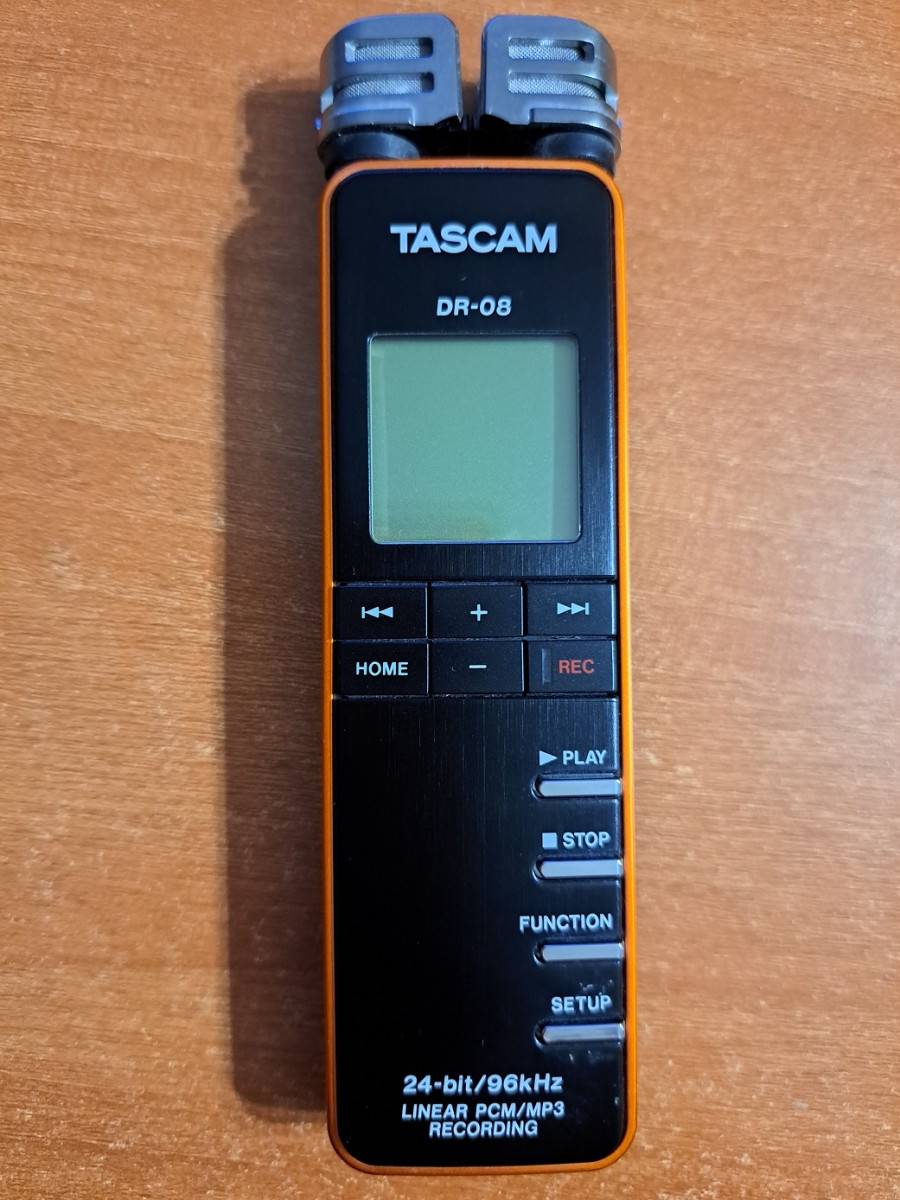 TASCAM
DR-08
+
HOME − REC
PLAY
STOP
FUNCTION
SETUP
24-bit/96kHz
LINEAR PCM/MP3
RECORDING